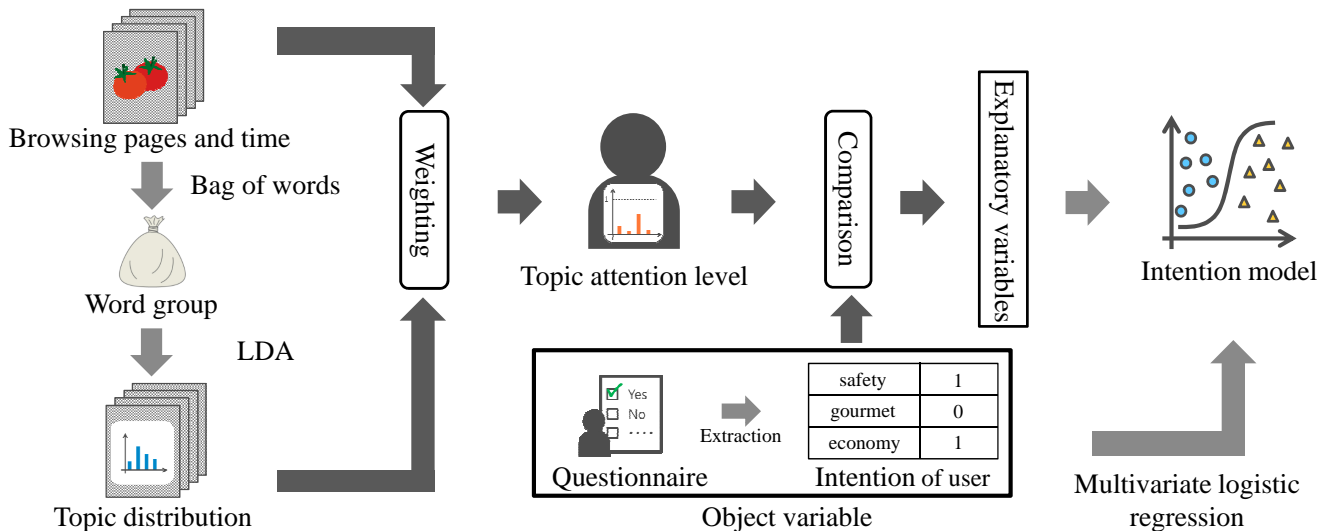 Browsing pages and time
Bag of words
Word group
LDA
Topic distribution
Weighting
1
Topic attention level
Comparison
Explanatory variables
Intention model
Yes
No
Extraction
Questionnaire
safety 1
gourmet 0
economy 1
Intention of user
Object variable
Multivariate logistic
regression